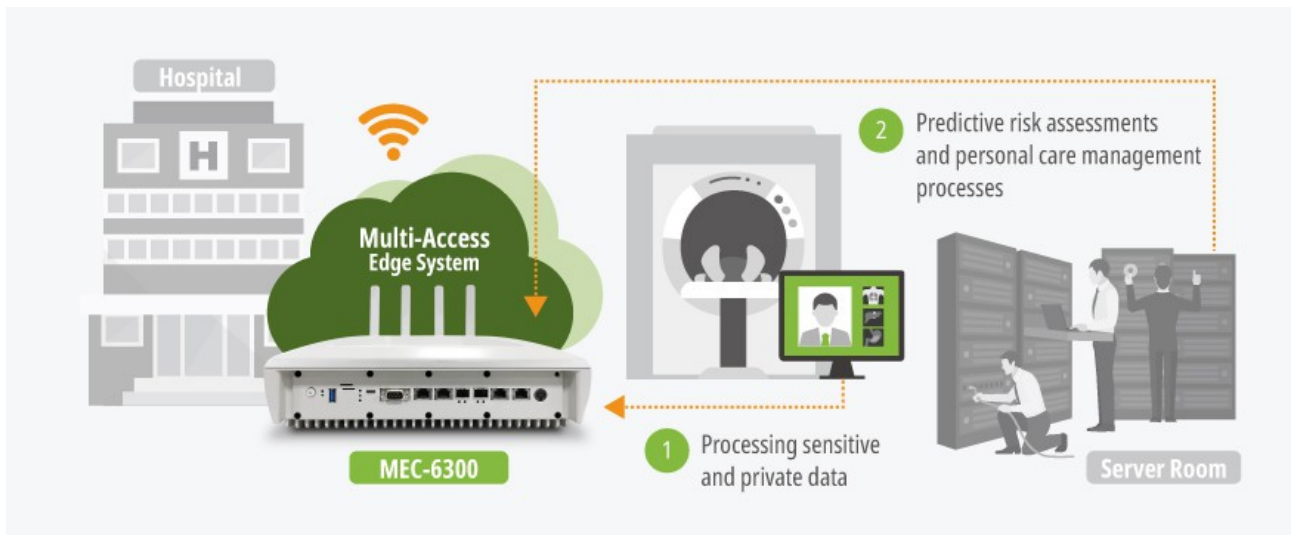 Hospital
H
Multi-Access
Edge System
MEC-6300
1
Processing sensitive
and private data
2
Predictive risk assessments
and personal care management
processes
Server Room